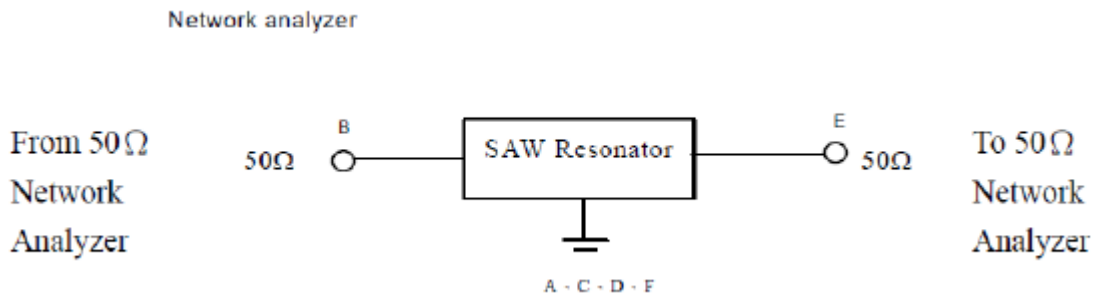 Network analyzer
From 50Ω
Network
Analyzer
50Ω
B
SAW Resonator
E
50Ω
To 50Ω
Network
Analyzer
A - C - D - F